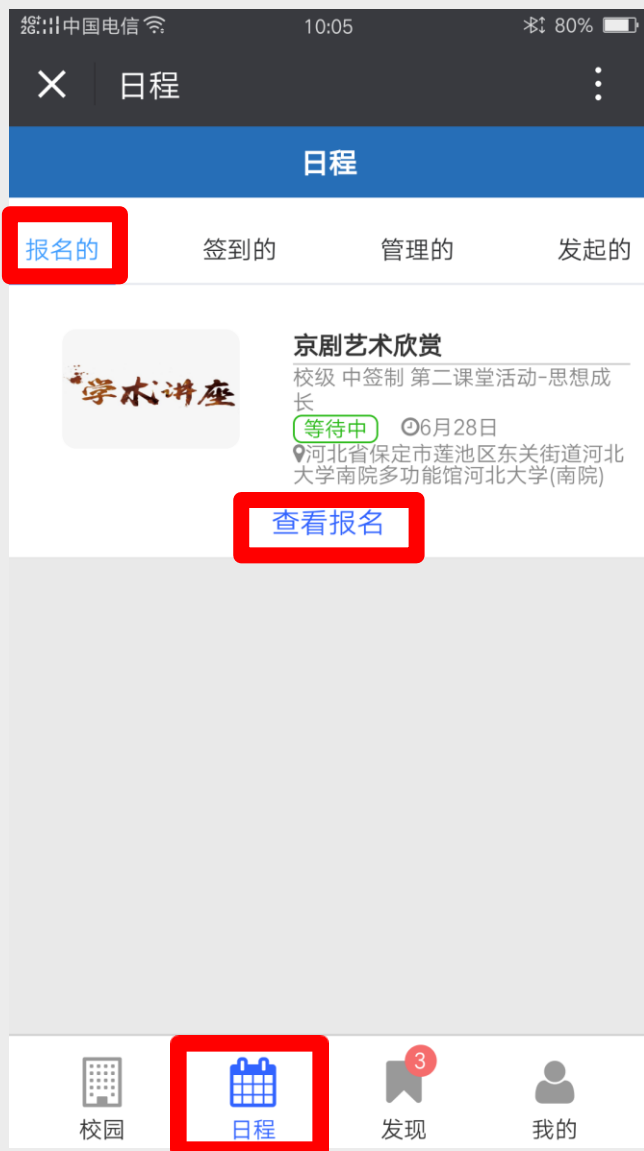 4G 2G 中国电信 10:05 80%
日程
日程
报名的 签到的 管理的 发起的
学术讲座
京剧艺术欣赏
校级 中签制 第二课堂活动-思想成
长
等待中 6月28日
河北省保定市莲池区东关街道河北
大学南院多功能馆河北大学(南院)
查看报名
3
校园 日程 发现 我的